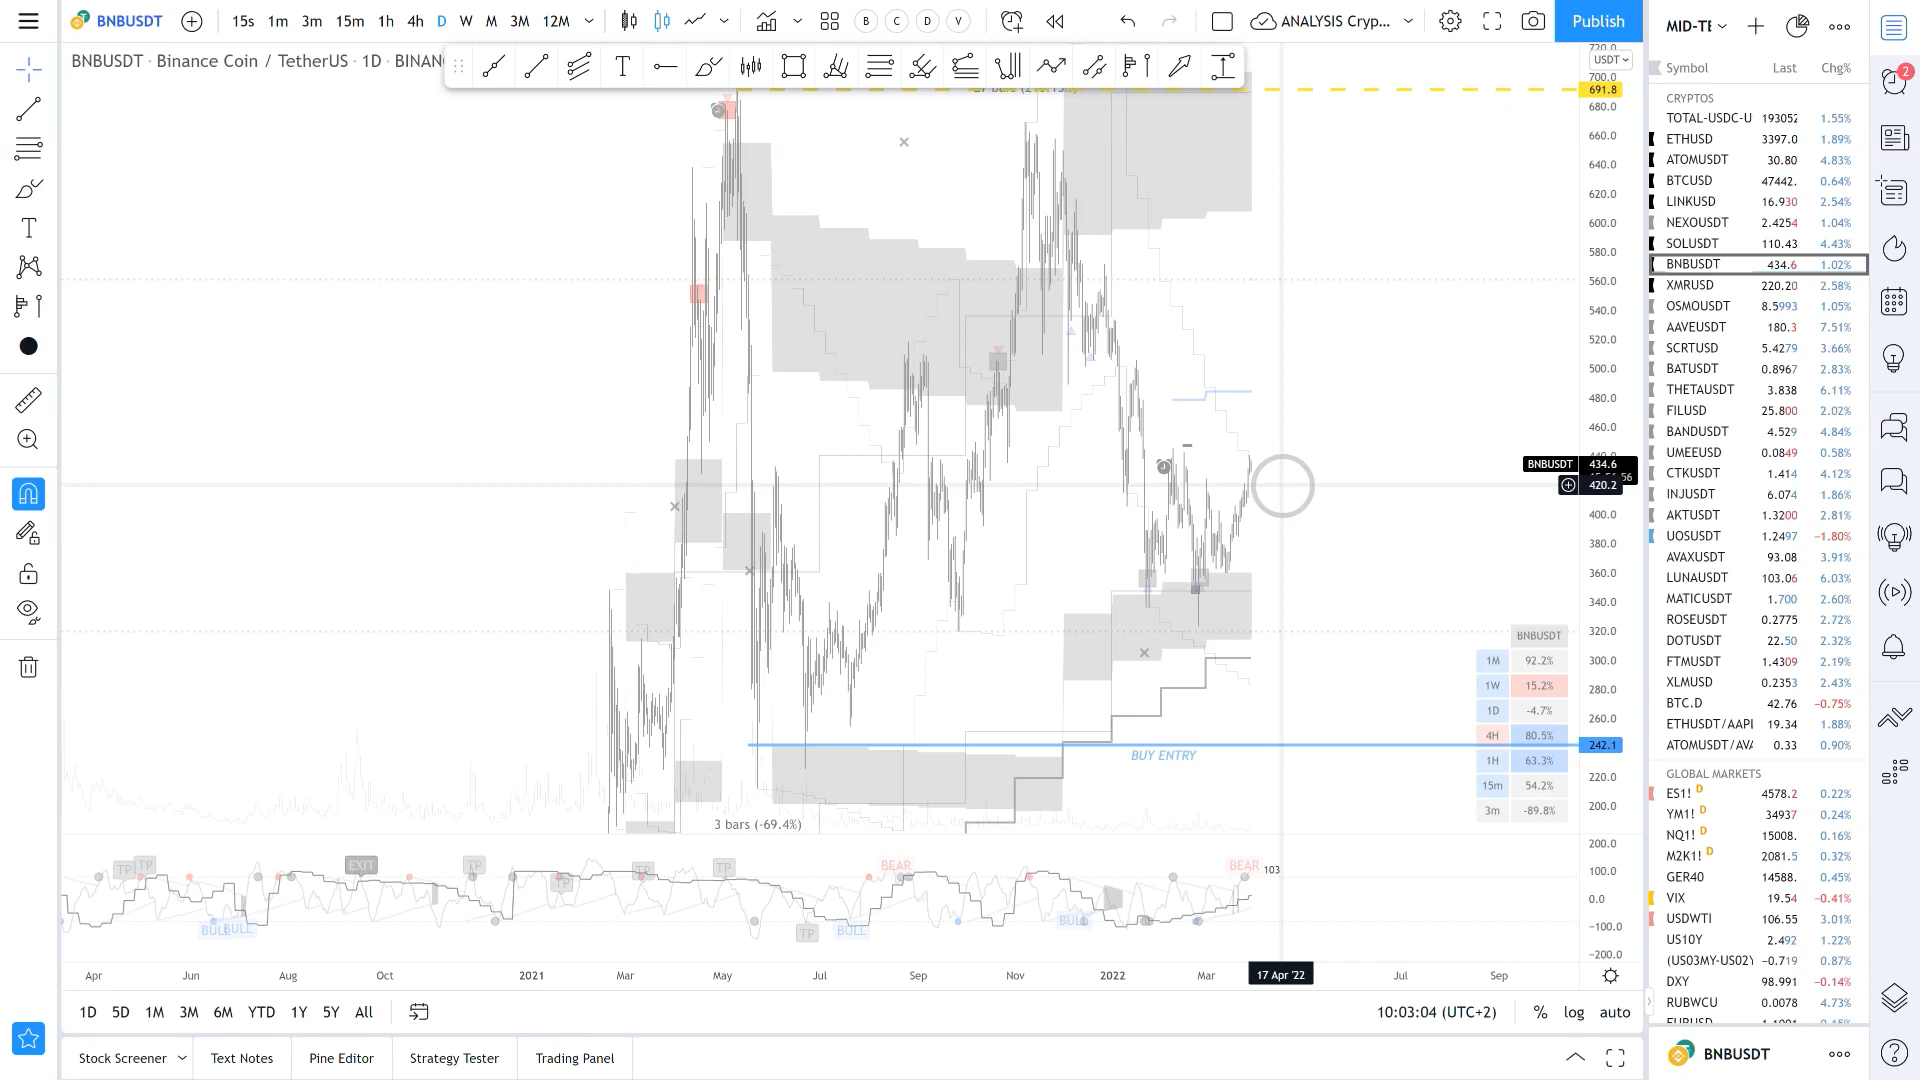 BNBUSDT 15s 1m 3m 15m 1h 4h D W M 3M 12M B C D V ANALYSIS Cryp... Publish
BNBUSDT · Binance Coin / TetherUS · 1D · BINAN
T
USDT
700.0
691.8
680.0
660.0
640.0
620.0
600.0
580.0
560.0
540.0
520.0
500.0
480.0
460.0
BNBUSDT 434.6
420.2
400.0
380.0
360.0
340.0
320.0
300.0
280.0
260.0
242.1
220.0
200.0
BUY ENTRY
3 bars (-69.4%)
BNBUSDT
1M 92.2%
1W 15.2%
1D -4.7%
4H 80.5%
1H 63.3%
15m 54.2%
3m -89.8%
200.0
100.0
0.0
-100.0
-200.0
TP TP EXIT TP TP TP TP BEAR BEAR 103
BULL BULL TP BULL BULL
Apr Jun Aug Oct 2021 Mar May Jul Sep Nov 2022 Mar 17 Apr '22 Jul Sep
1D 5D 1M 3M 6M YTD 1Y 5Y All 10:03:04 (UTC+2) % log auto
Stock Screener Text Notes Pine Editor Strategy Tester Trading Panel
MID-TE
2
Symbol Last Chg%
CRYPTOS
TOTAL-USDC-U 193052 1.55%
ETHUSD 3397.0 1.89%
ATOMUSDT 30.80 4.83%
BTCUSD 47442. 0.64%
LINKUSD 16.930 2.54%
NEXOUSDT 2.4254 1.04%
SOLUSDT 110.43 4.43%
BNBUSDT 434.6 1.02%
XMRUSD 220.20 2.58%
OSMOUSDT 8.5993 1.05%
AAVEUSDT 180.3 7.51%
SCRTUSD 5.4279 3.66%
BATUSDT 0.8967 2.83%
THETAUSDT 3.838 6.11%
FILUSD 25.800 2.02%
BANDUSDT 4.529 4.84%
UMEEUSD 0.0849 0.58%
CTKUSDT 1.414 4.12%
INJUSDT 6.074 1.86%
AKTUSDT 1.3200 2.81%
UOSUSDT 1.2497 −1.80%
AVAXUSDT 93.08 3.91%
LUNAUSDT 103.06 6.03%
MATICUSDT 1.700 2.60%
ROSEUSDT 0.2775 2.72%
DOTUSDT 22.50 2.32%
FTMUSDT 1.4309 2.19%
XLMUSD 0.2353 2.43%
BTC.D 42.76 −0.75%
ETHUSDT/AAPL 19.34 1.88%
ATOMUSDT/AVA 0.33 0.90%
GLOBAL MARKETS
ES1! D 4578.2 0.22%
YM1! D 34937 0.24%
NQ1! D 15008. 0.16%
M2K1! D 2081.5 0.32%
GER40 14588. 0.45%
VIX 19.54 −0.41%
USDWTI 106.55 3.01%
US10Y 2.492 1.22%
(US03MY-US02Y −0.719 0.87%
DXY 98.991 −0.14%
RUBWCU 0.0078 4.73%
BNBUSDT